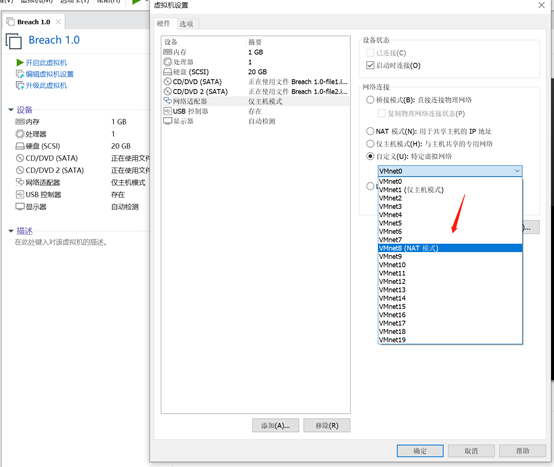 Breach 1.0
Breach 1.0
开启此虚拟机
编辑虚拟机设置
升级此虚拟机
设备
内存 1 GB
处理器 1
硬盘 (SCSI) 20 GB
CD/DVD (SATA) 正在使用文件
CD/DVD 2 (SATA) 正在使用文件
网络适配器 仅主机模式
USB 控制器 存在
显示器 自动检测
描述
在此处键入对该虚拟机的描述。
虚拟机设置
硬件 选项
设备 摘要
内存 1 GB
处理器 1
硬盘 (SCSI) 20 GB
CD/DVD (SATA) 正在使用文件 Breach 1.0-file1.i...
CD/DVD 2 (SATA) 正在使用文件 Breach 1.0-file2.i...
网络适配器 仅主机模式
USB 控制器 存在
显示器 自动检测
添加(A)... 移除(R)
设备状态
已连接(C)
启动时连接(O)
网络连接
桥接模式(B): 直接连接物理网络
复制物理网络连接状态(P)
NAT 模式(N): 用于共享主机的 IP 地址
仅主机模式(H): 与主机共享的专用网络
自定义(U): 特定虚拟网络
VMnet0
VMnet0
VMnet1 (仅主机模式)
VMnet2
VMnet3
VMnet4
VMnet5
VMnet6
VMnet7
VMnet8 (NAT 模式)
VMnet9
VMnet10
VMnet11
VMnet12
VMnet13
VMnet14
VMnet15
VMnet16
VMnet17
VMnet18
VMnet19
确定 取消 帮助